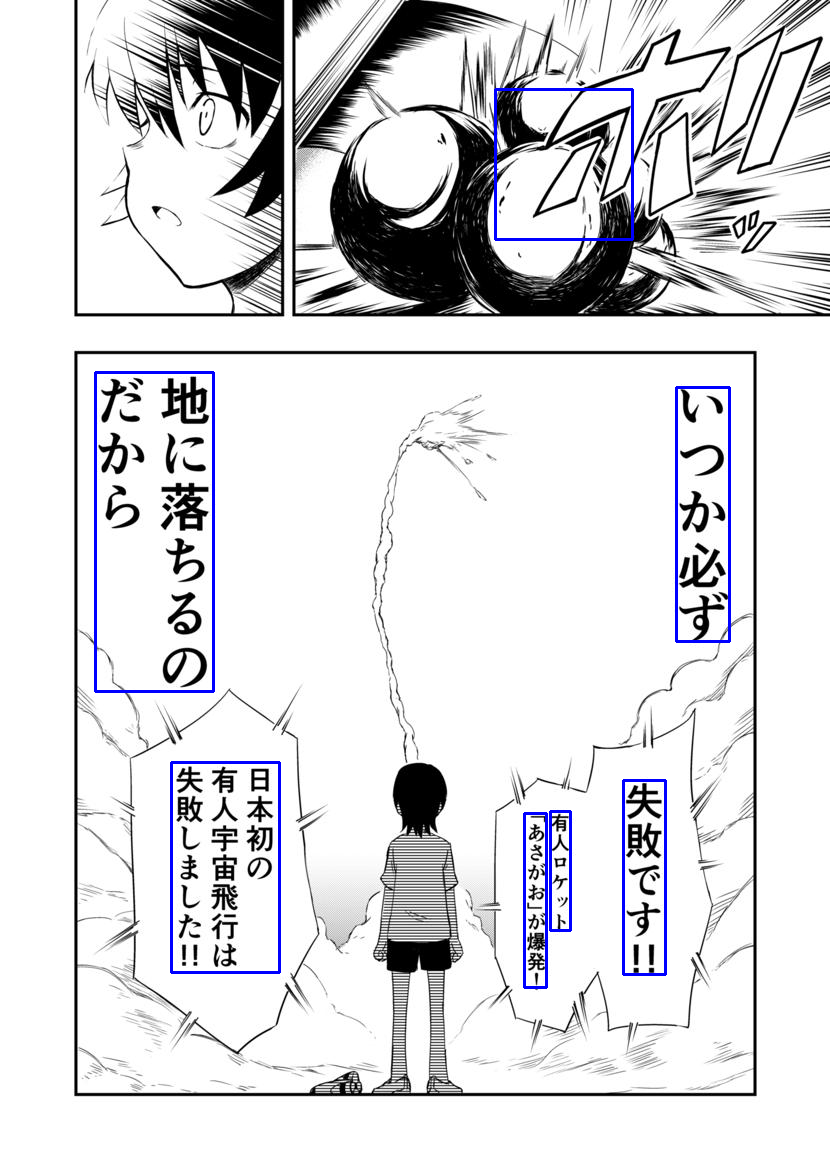 ホリ
ッ゛
いつか必ず
地に落ちるの
だから
失敗です!!
有人ロケット
「あさがお」が爆発!
日本初の
有人宇宙飛行は
失敗しました!!